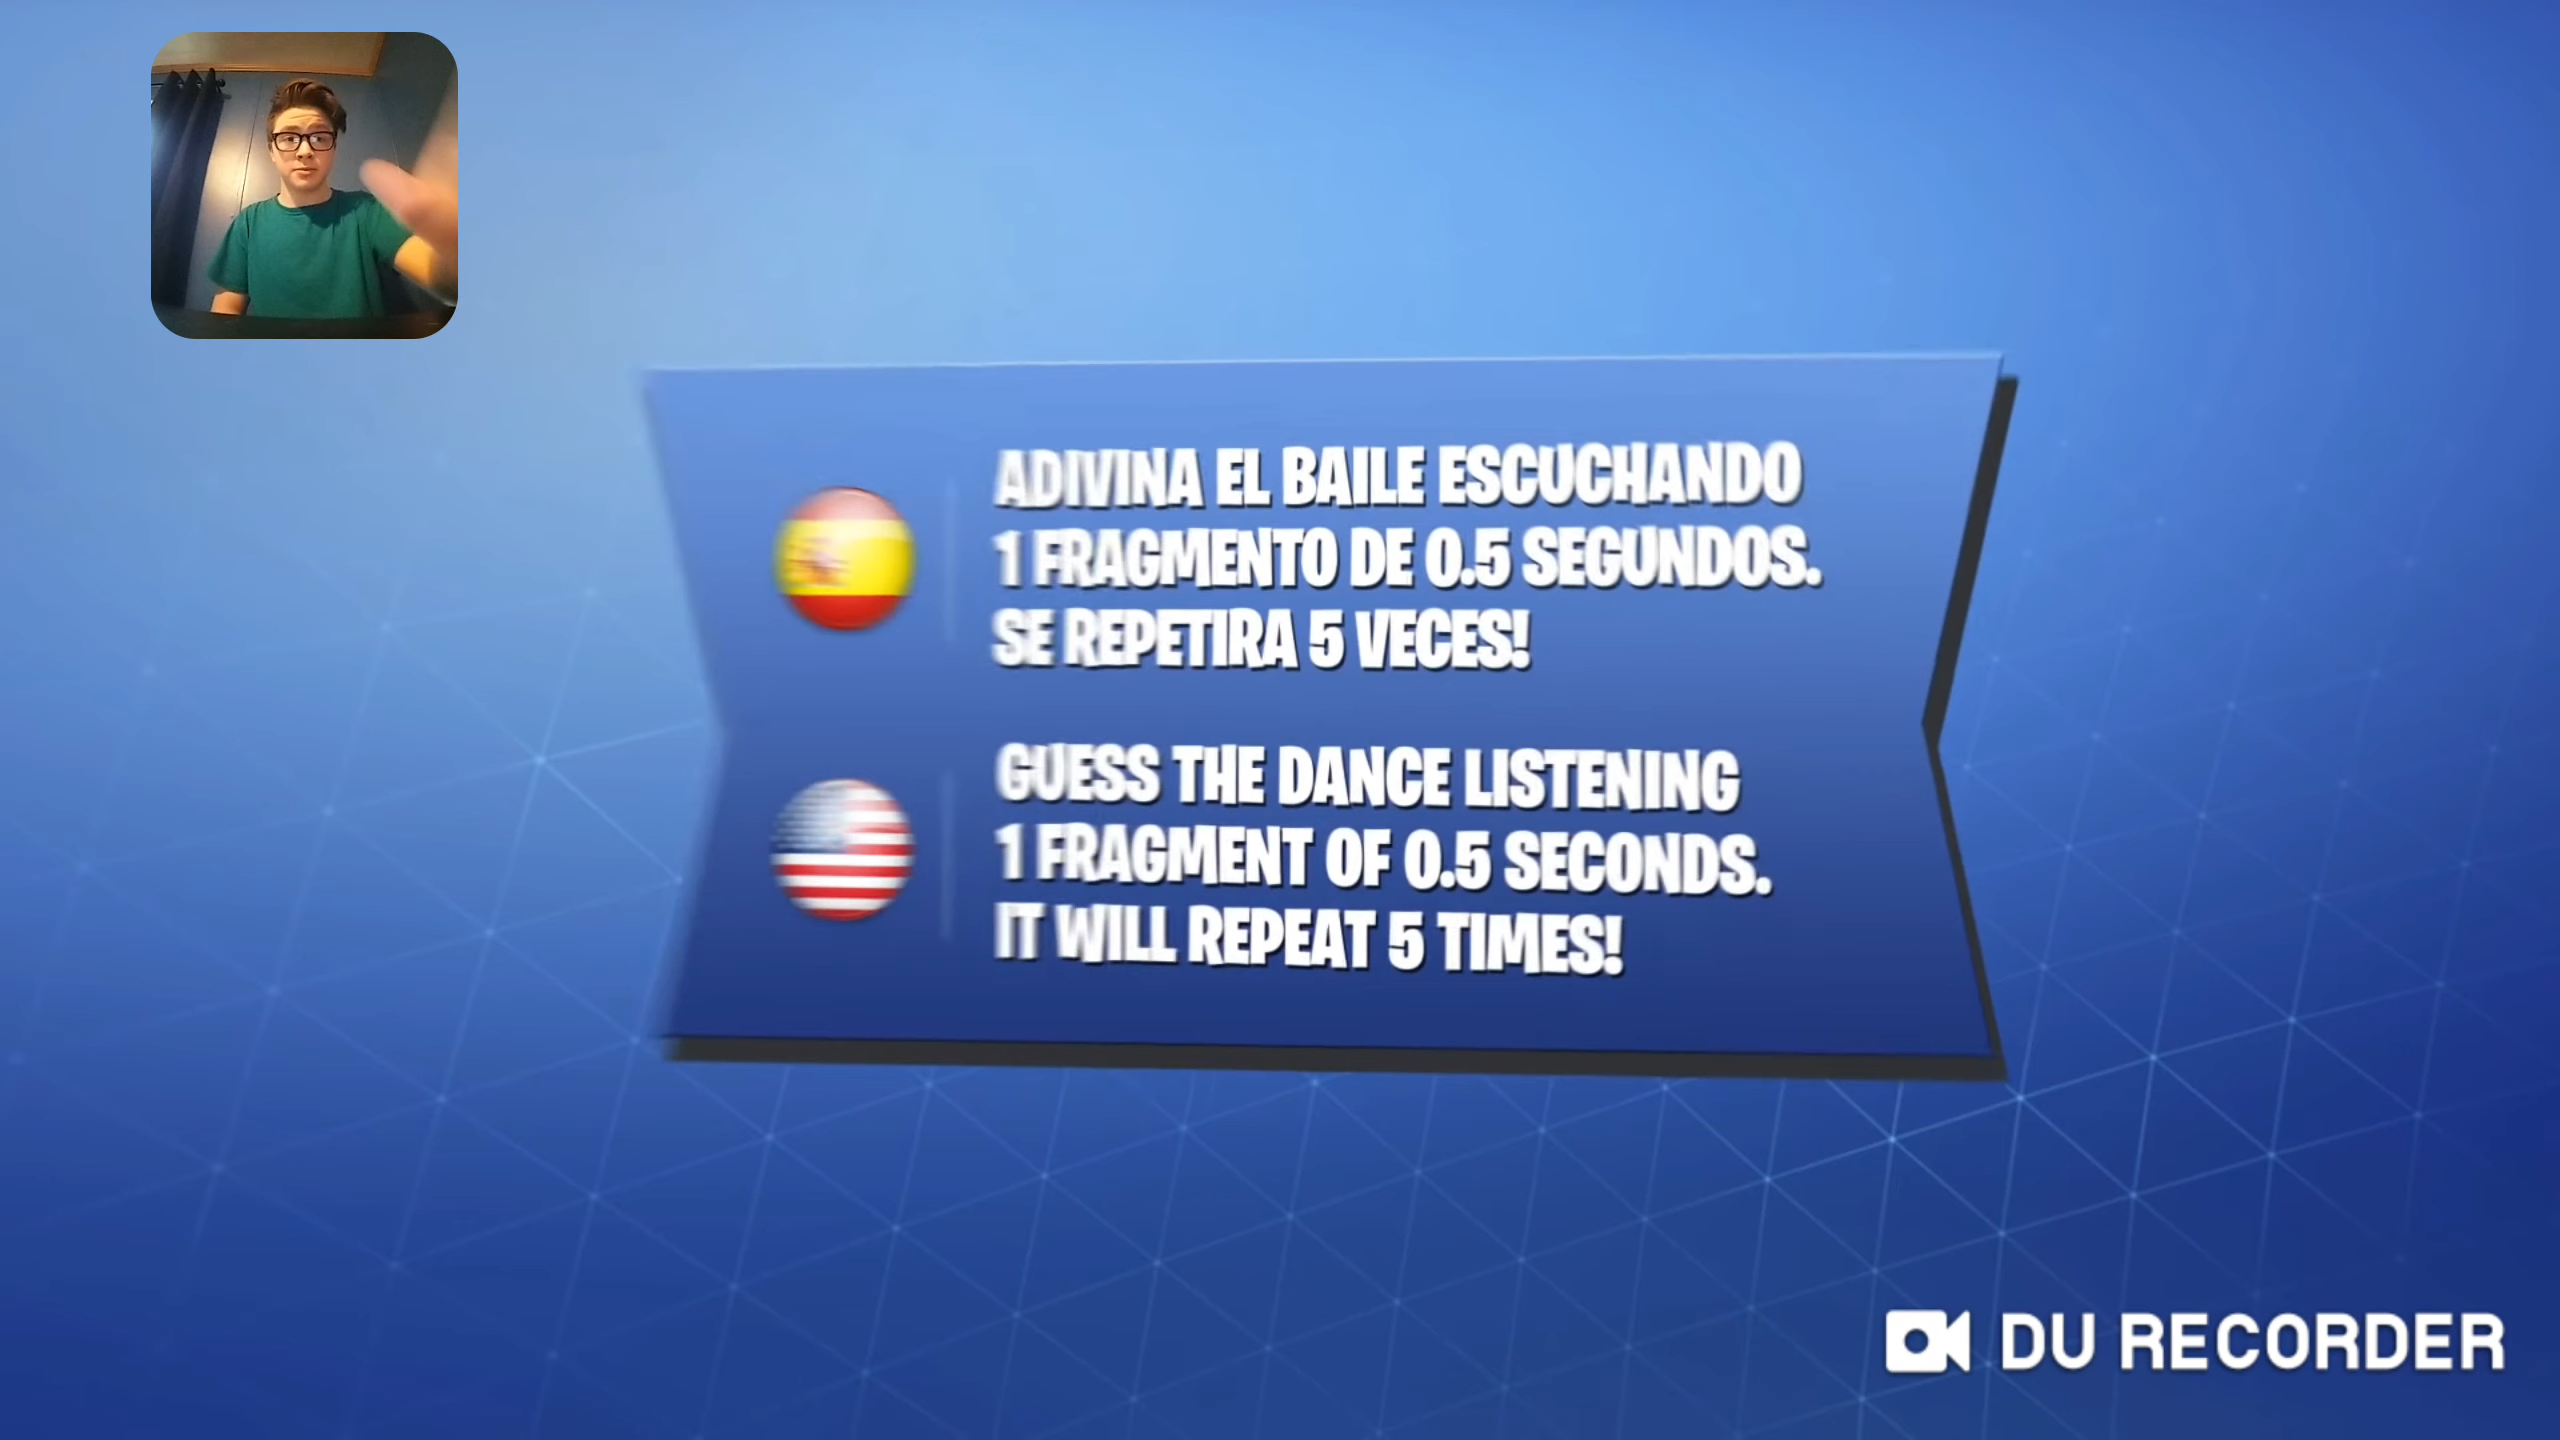 ADIVINA EL BAILE ESCUCHANDO
1 FRAGMENTO DE 0.5 SEGUNDOS.
SE REPETIRA 5 VECES!
GUESS THE DANCE LISTENING
1 FRAGMENT OF 0.5 SECONDS.
IT WILL REPEAT 5 TIMES!
DU RECORDER